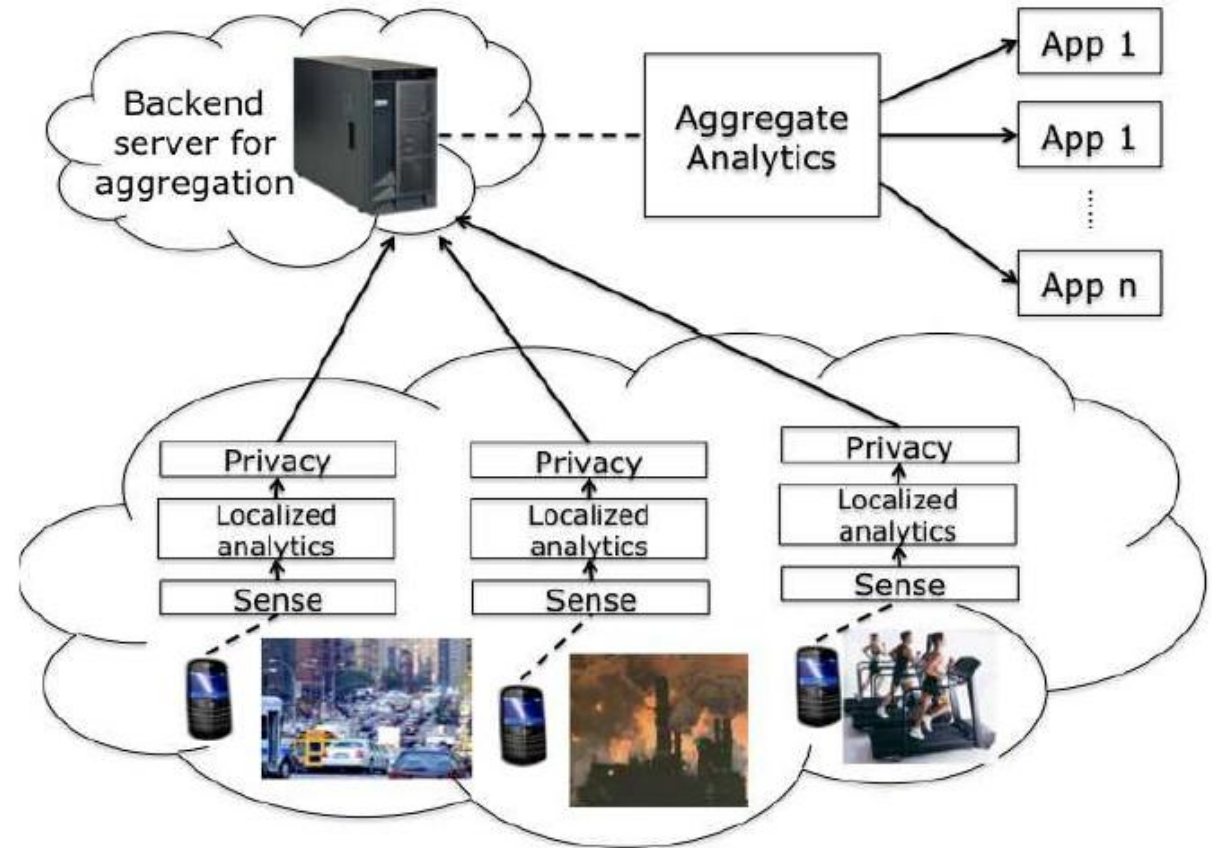 Backend
server for
aggregation
Aggregate
Analytics
App 1
App 1
App n
Privacy
Localized
analytics
Sense
Privacy
Localized
analytics
Sense
Privacy
Localized
analytics
Sense